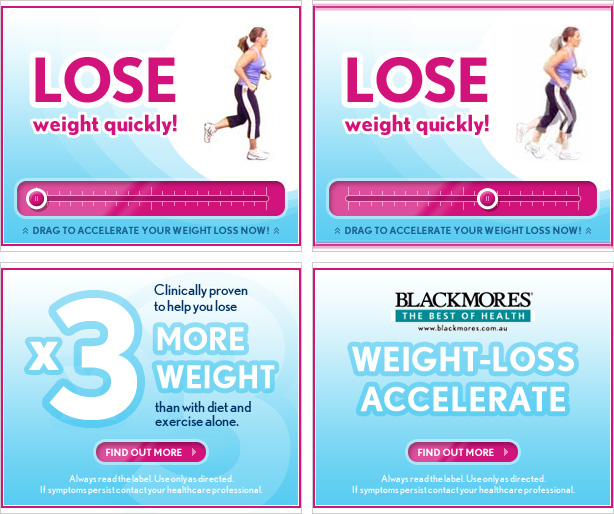 LOSE
weight quickly!
DRAG TO ACCELERATE YOUR WEIGHT LOSS NOW!
LOSE
weight quickly!
DRAG TO ACCELERATE YOUR WEIGHT LOSS NOW!
Clinically proven
to help you lose
x3
MORE
WEIGHT
than with diet and
exercise alone.
FIND OUT MORE
Always read the label. Use only as directed.
If symptoms persist contact your healthcare professional.
BLACKMORES
THE BEST OF HEALTH
www.blackmores.com.au
WEIGHT-LOSS
ACCELERATE
FIND OUT MORE
Always read the label. Use only as directed.
If symptoms persist contact your healthcare professional.